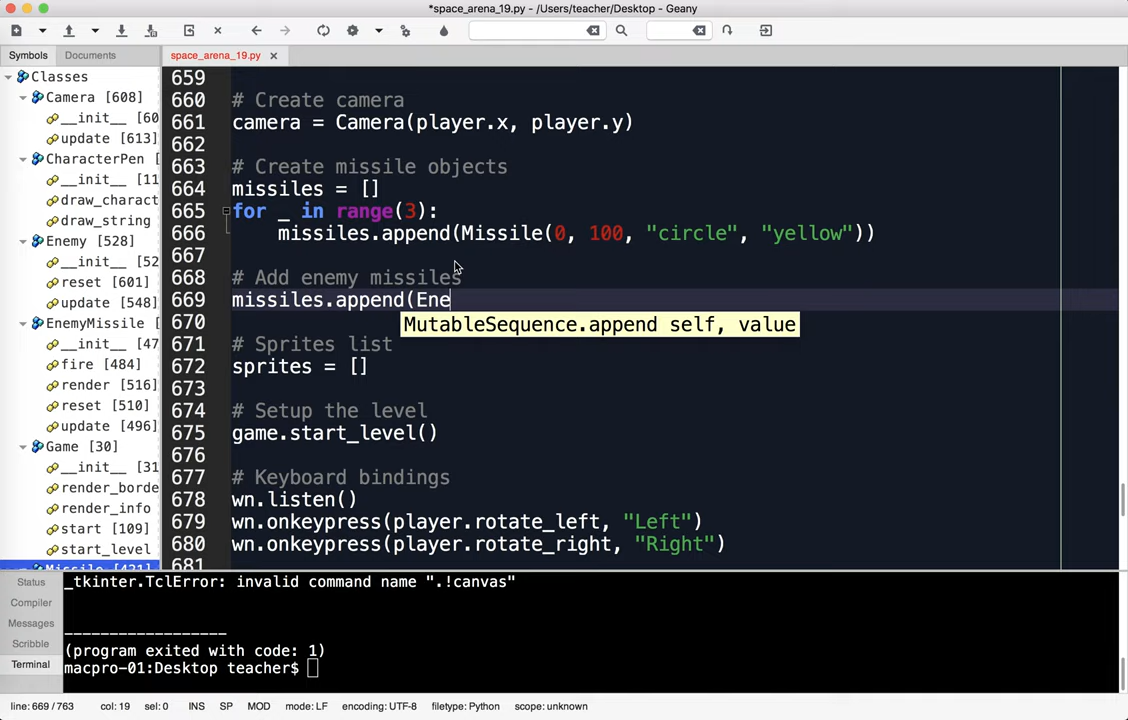 *space_arena_19.py - /Users/teacher/Desktop - Geany
Symbols
Documents
space_arena_19.py
Classes
Camera [608]
__init__ [60
update [613]
CharacterPen [
__init__ [11
draw_charact
draw_string
Enemy [528]
__init__ [52
reset [601]
update [548]
EnemyMissile [
__init__ [47
fire [484]
render [516]
reset [510]
update [496]
Game [30]
__init__ [31
render_borde
render_info
start [109]
start_level
Missile [421]
659
660 # Create camera
661 camera = Camera(player.x, player.y)
662
663 # Create missile objects
664 missiles = []
665 for _ in range(3):
666     missiles.append(Missile(0, 100, "circle", "yellow"))
667
668 # Add enemy missiles
669 missiles.append(Ene
670
MutableSequence.append self, value
671 # Sprites list
672 sprites = []
673
674 # Setup the level
675 game.start_level()
676
677 # Keyboard bindings
678 wn.listen()
679 wn.onkeypress(player.rotate_left, "Left")
680 wn.onkeypress(player.rotate_right, "Right")
681
Status
Compiler
Messages
Scribble
Terminal
_tkinter.TclError: invalid command name ".!canvas"
------------------
(program exited with code: 1)
macpro-01:Desktop teacher$
line: 669 / 763 col: 19 sel: 0 INS SP MOD mode: LF encoding: UTF-8 filetype: Python scope: unknown